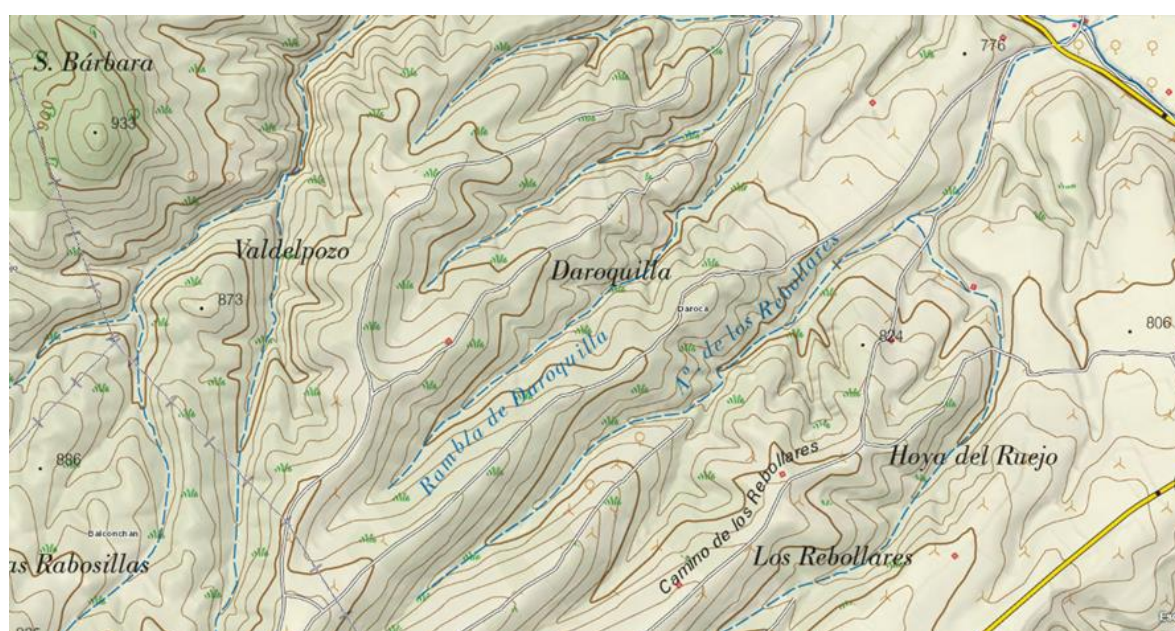 S. Bárbara
776
933
900
Valdelpozo
Daroquilla
873
Daroca
Aº. de los Rebollares
806
824
Rambla de Daroquilla
886
Hoya del Ruejo
Camino de los Rebollares
Balconchan
as Rabosillas
Los Rebollares